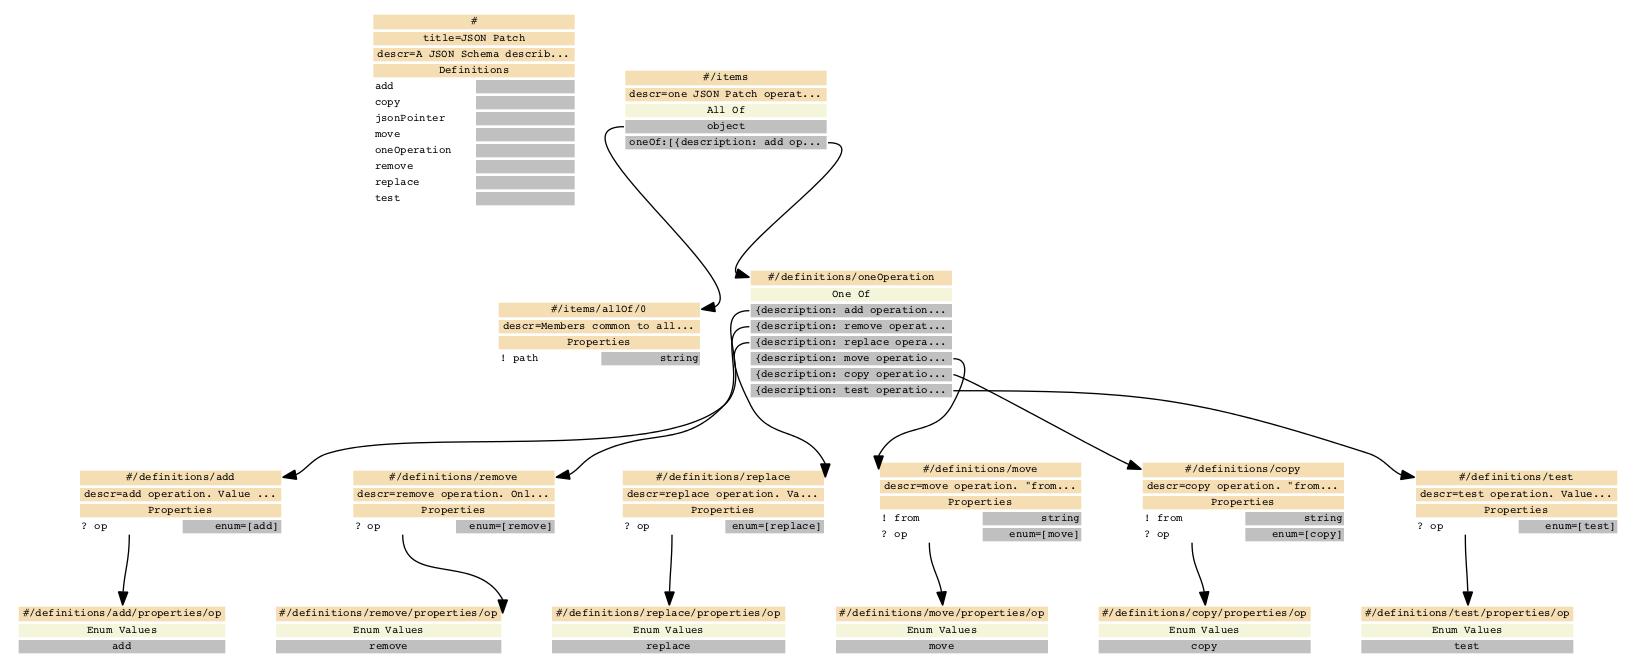 #
title=JSON Patch
descr=A JSON Schema describ...
Definitions
add
copy
jsonPointer
move
oneOperation
remove
replace
test
#/items
descr=one JSON Patch operat...
All Of
object
oneOf:[{description: add op...
#/items/allOf/0
descr=Members common to all...
Properties
! path string
#/definitions/oneOperation
One Of
{description: add operation...
{description: remove operat...
{description: replace opera...
{description: move operatio...
{description: copy operatio...
{description: test operatio...
#/definitions/add
descr=add operation. Value ...
Properties
? op enum=[add]
#/definitions/remove
descr=remove operation. Onl...
Properties
? op enum=[remove]
#/definitions/replace
descr=replace operation. Va...
Properties
? op enum=[replace]
#/definitions/move
descr=move operation. "from...
Properties
! from string
? op enum=[move]
#/definitions/copy
descr=copy operation. "from...
Properties
! from string
? op enum=[copy]
#/definitions/test
descr=test operation. Value...
Properties
? op enum=[test]
#/definitions/add/properties/op
Enum Values
add
#/definitions/remove/properties/op
Enum Values
remove
#/definitions/replace/properties/op
Enum Values
replace
#/definitions/move/properties/op
Enum Values
move
#/definitions/copy/properties/op
Enum Values
copy
#/definitions/test/properties/op
Enum Values
test